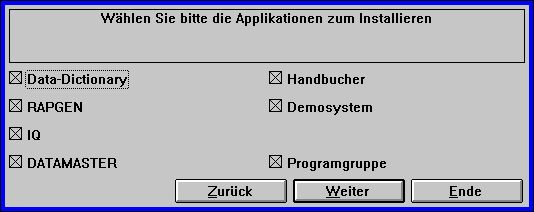 Wählen Sie bitte die Applikationen zum Installieren
Data-Dictionary
Handbucher
RAPGEN
Demosystem
IQ
DATAMASTER
Programgruppe
Zurück
Weiter
Ende